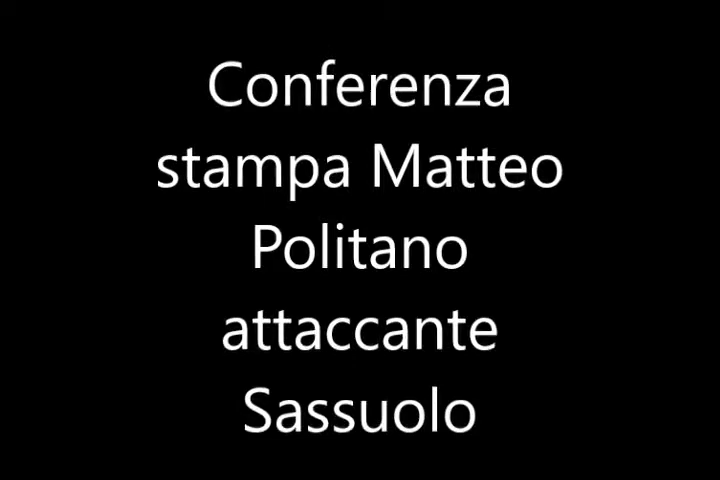 Conferenza
stampa Matteo
Politano
attaccante
Sassuolo